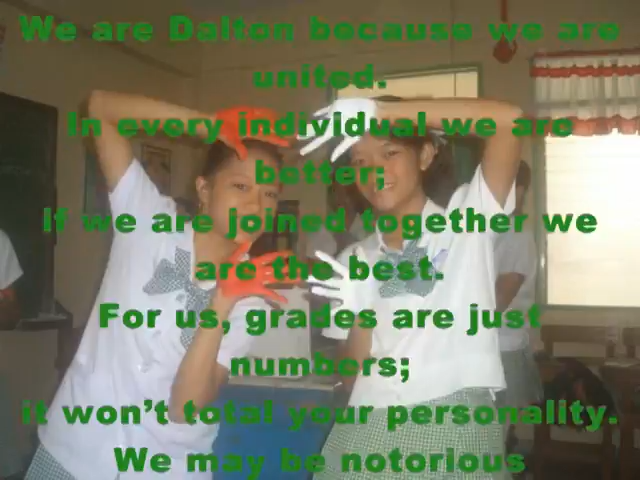 We are Dalton because we are
united.
In every individual we are
better;
if we are joined together we
are the best.
For us, grades are just
numbers;
it won't total your personality.
We may be notorious